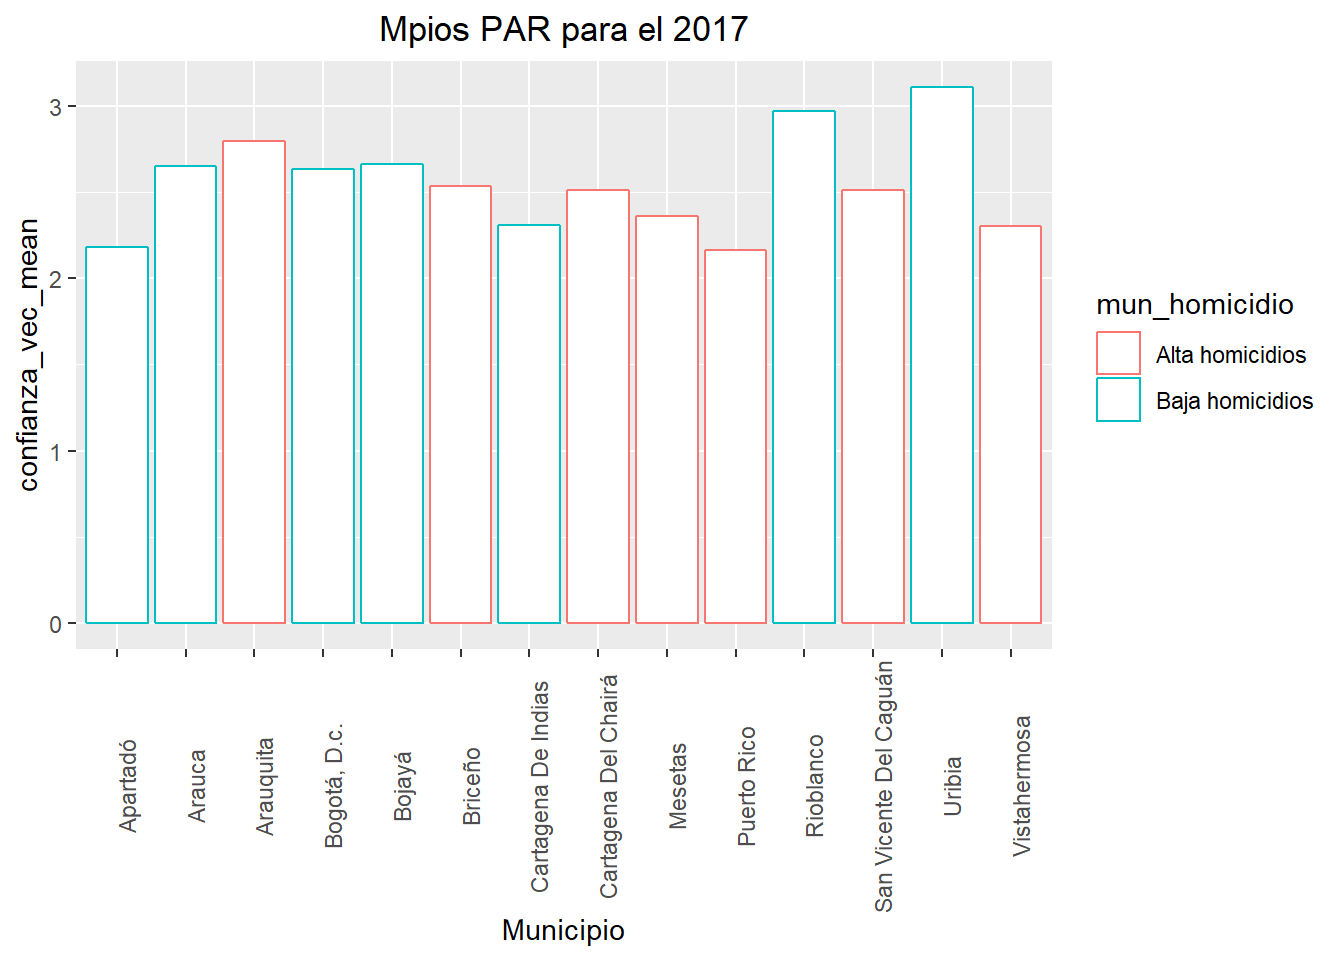 Mpios PAR para el 2017
confianza_vec_mean
3
2
1
0
Apartadó
Arauca
Arauquita
Bogotá, D.c.
Bojayá
Briceño
Cartagena De Indias
Cartagena Del Chairá
Mesetas
Puerto Rico
Rioblanco
San Vicente Del Caguán
Uribia
Vistahermosa
Municipio
mun_homicidio
Alta homicidios
Baja homicidios